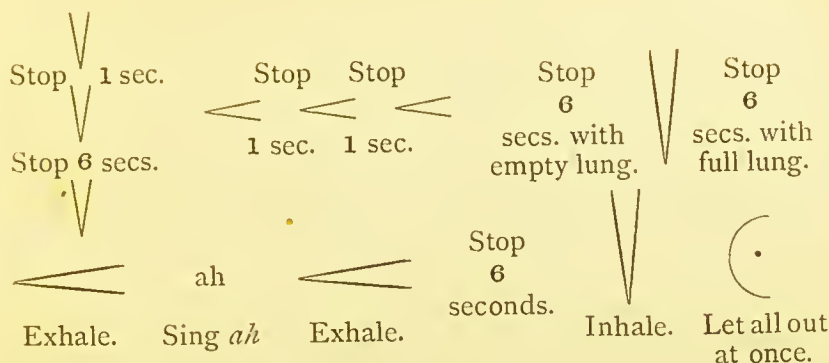 Stop 1 sec.
Stop 6 secs.
Stop Stop
1 sec. 1 sec.
Stop
6
secs. with
empty lung.
Stop
6
secs. with
full lung.
ah
Stop
6
seconds.
Exhale. Sing ah Exhale.
Inhale.
Let all out
at once.